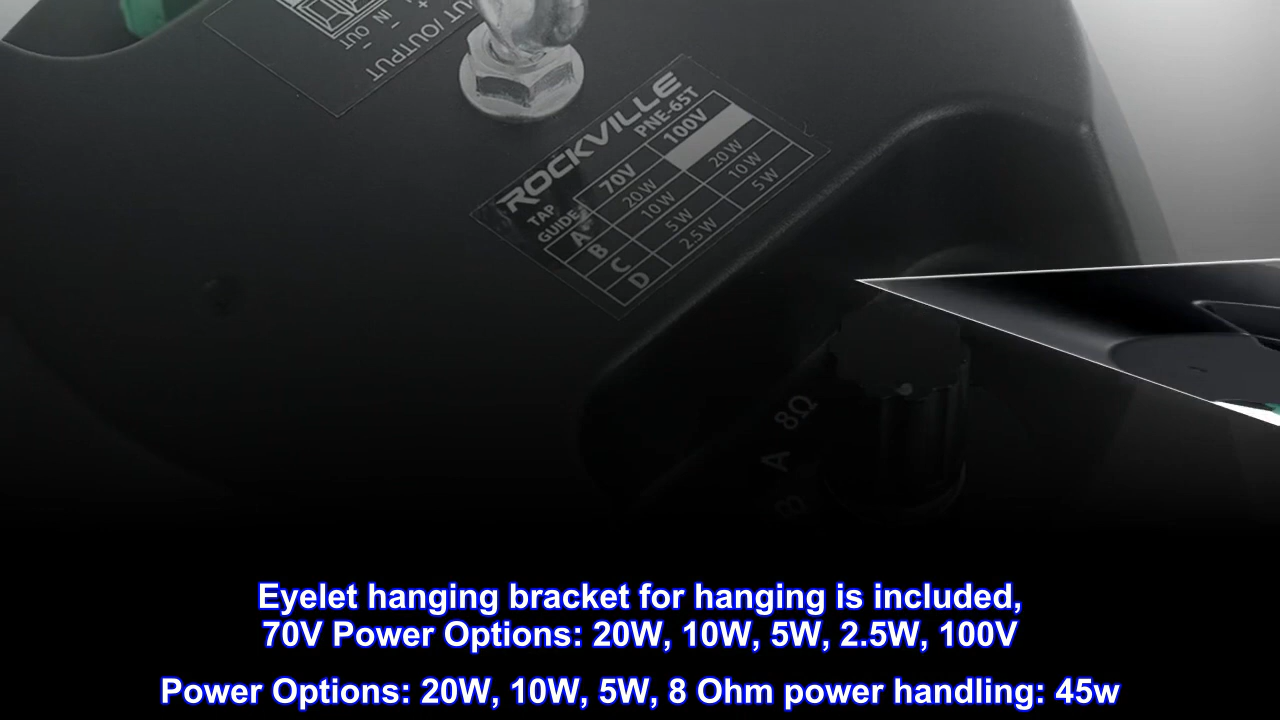 UT/OUTPUT
- IN
- OUT
ROCKVILLE
PNE-65T
TAP GUIDE: 70V 100V
A 20W
B 10W 20W
C 5W 10W
D 2.5W 5W
8Ω
A
B
Eyelet hanging bracket for hanging is included,
70V Power Options: 20W, 10W, 5W, 2.5W, 100V
Power Options: 20W, 10W, 5W, 8 Ohm power handling: 45w